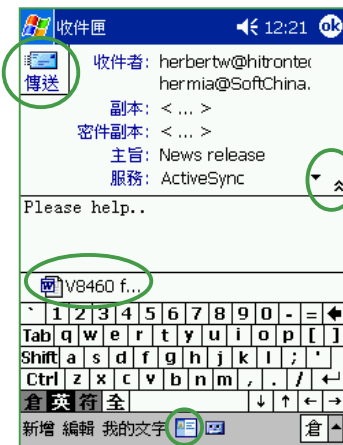 收件匣 12:21 ok
傳送
收件者: herbertw@hitrontec
hermia@SoftChina.
副本: < ... >
密件副本: < ... >
主旨: News release
服務: ActiveSync
Please help..
V8460 f...
` 1 2 3 4 5 6 7 8 9 0 - =
Tab q w e r t y u i o p [ ]
Shift a s d f g h j k l ; '
Ctrl z x c v b n m , . /
倉 英 符 全 ↓ ↑ ← →
新增 編輯 我的文字 倉